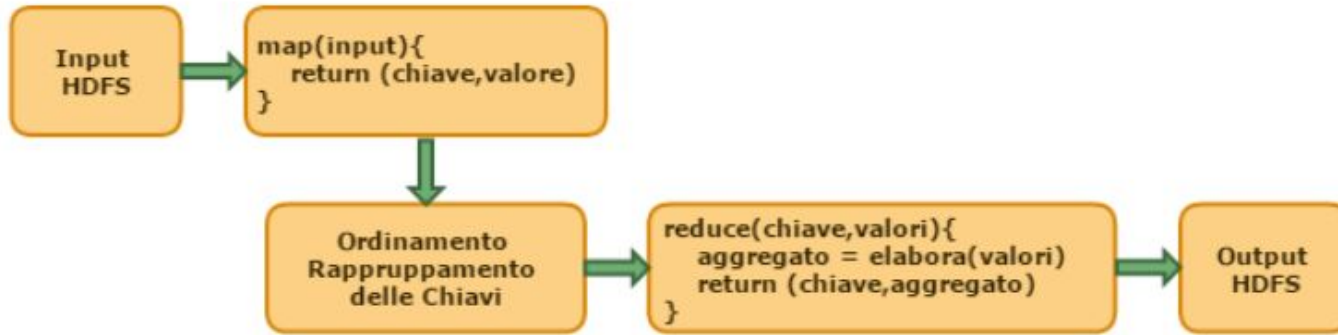 Input
HDFS
map(input){
return (chiave,valore)
}
Ordinamento
Rappruppamento
delle Chiavi
reduce(chiave,valori){
aggregato = elabora(valori)
return (chiave,aggregato)
}
Output
HDFS